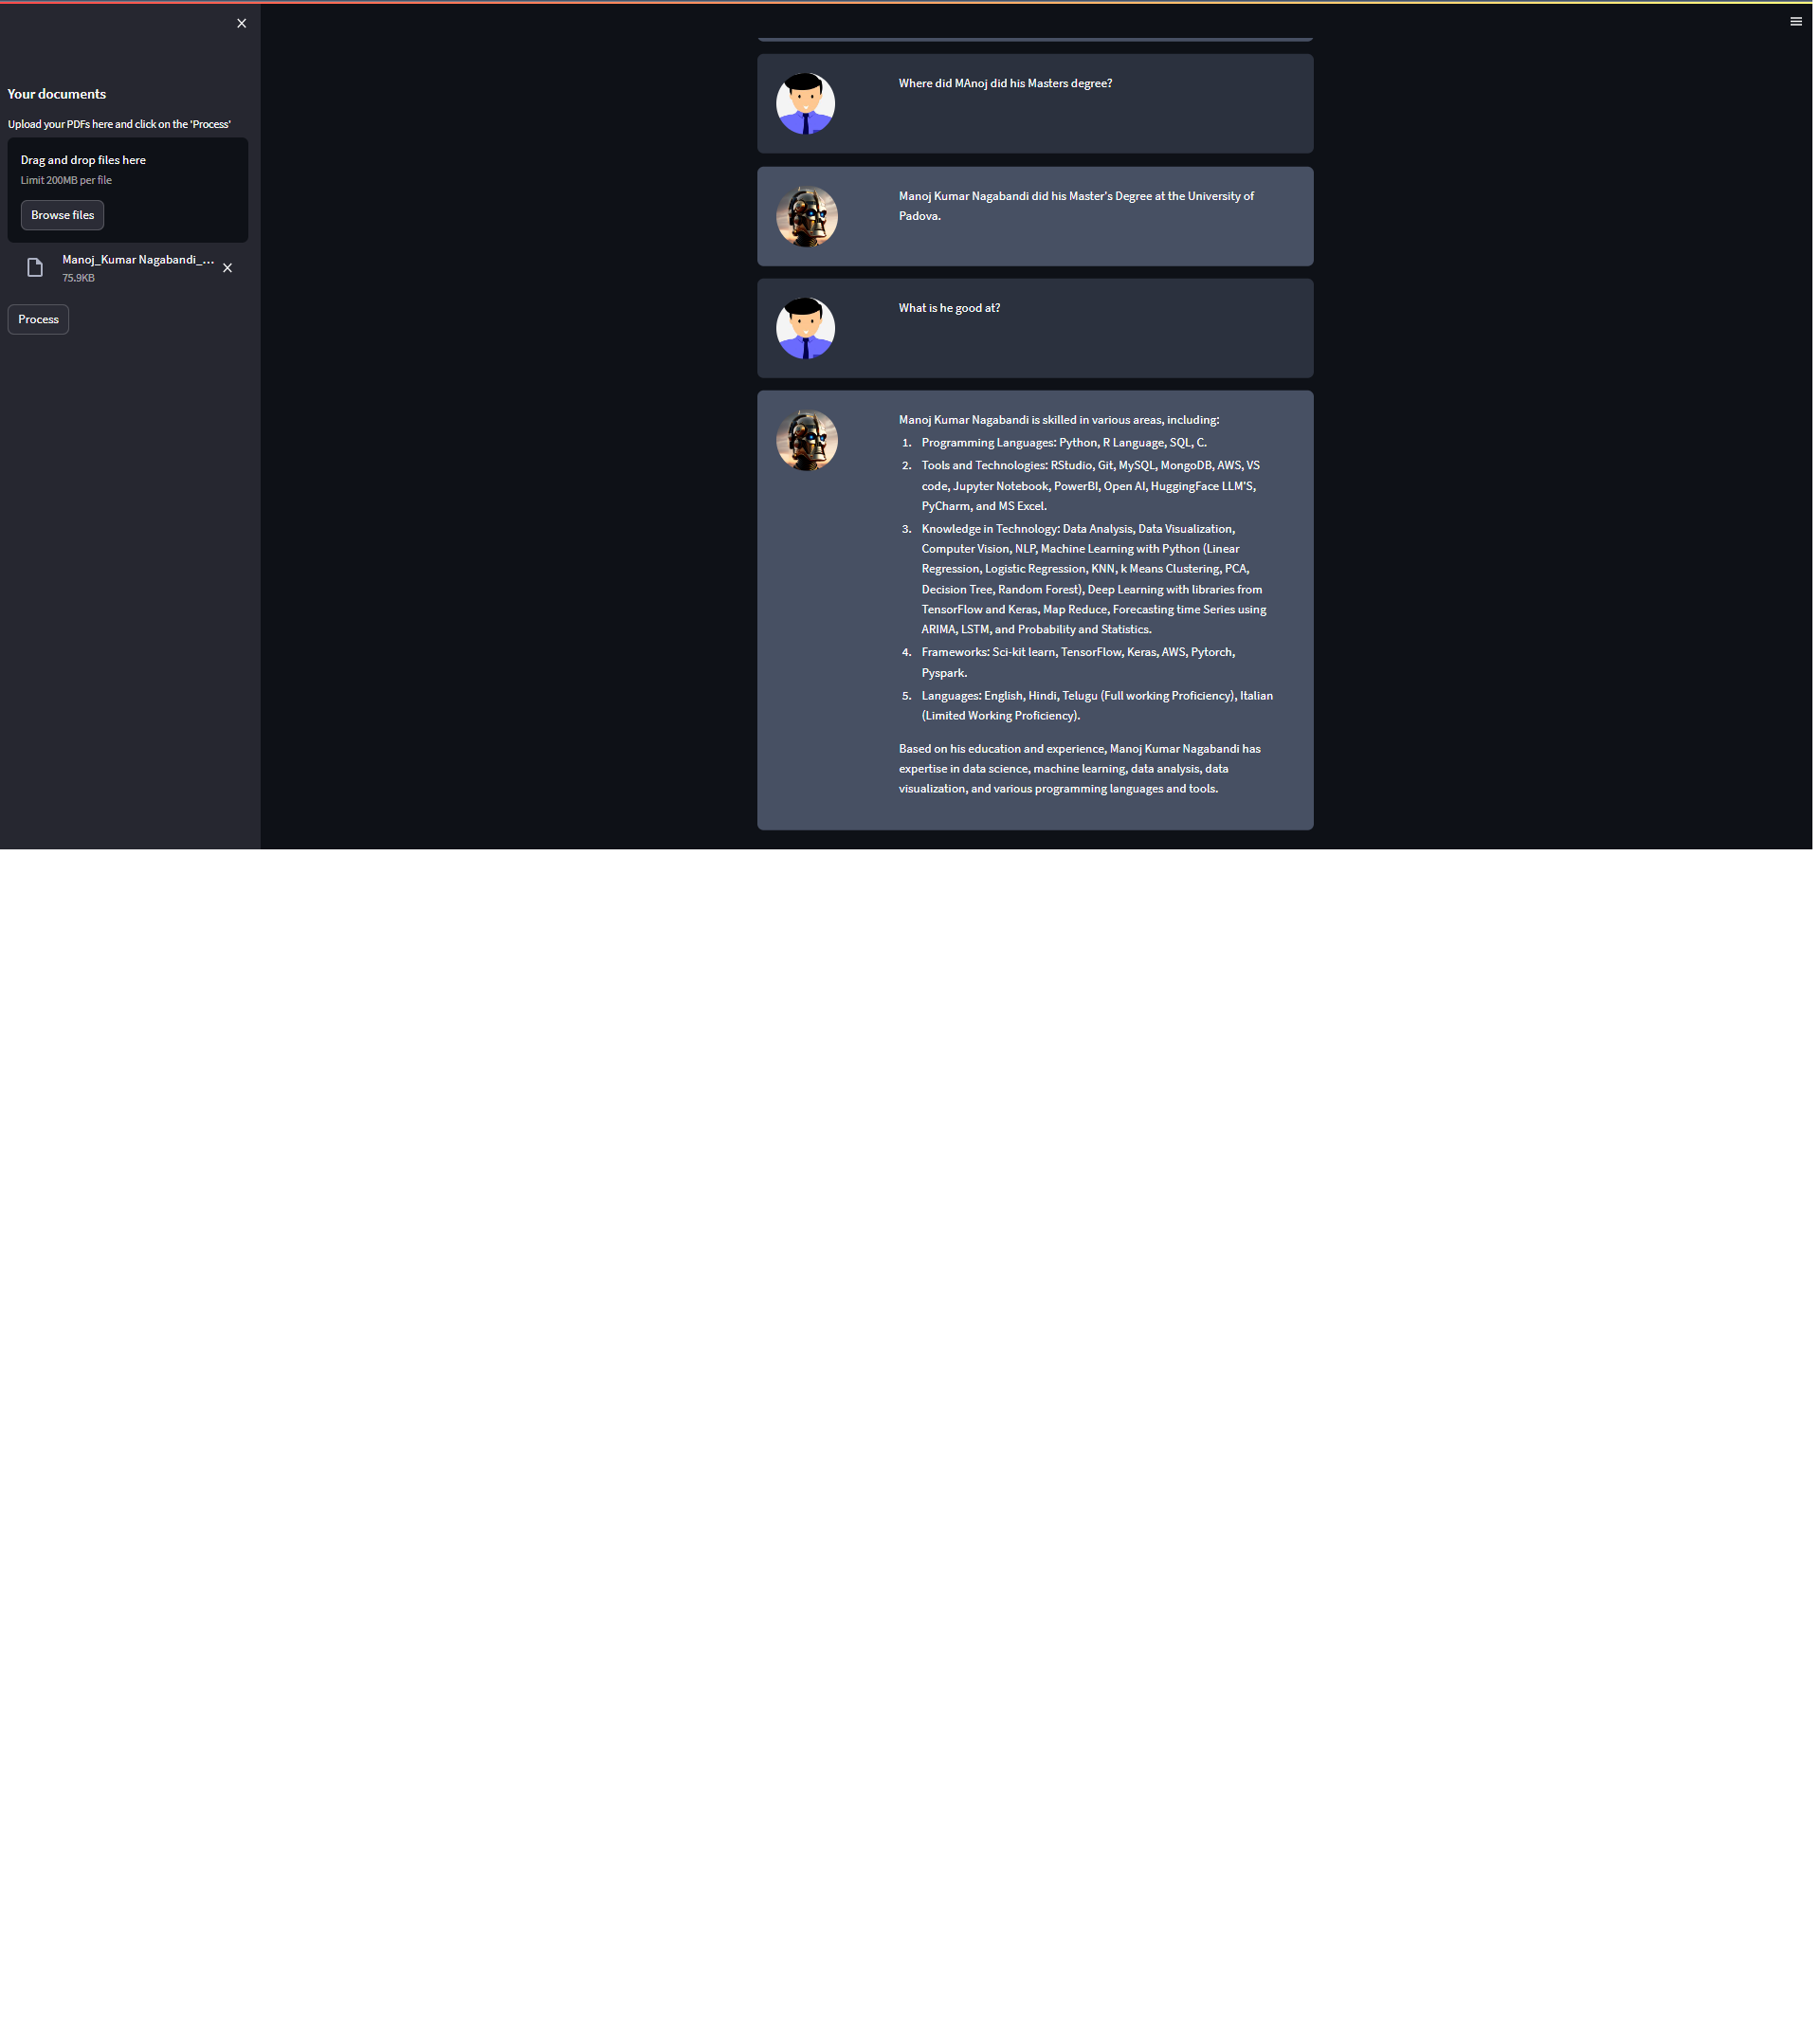 Your documents
Upload your PDFs here and click on the 'Process'
Drag and drop files here
Limit 200MB per file
Browse files
Manoj_Kumar Nagabandi_...
75.9KB
Process
Where did MAnoj did his Masters degree?
Manoj Kumar Nagabandi did his Master's Degree at the University of
Padova.
What is he good at?
Manoj Kumar Nagabandi is skilled in various areas, including:
1. Programming Languages: Python, R Language, SQL, C.
2. Tools and Technologies: RStudio, Git, MySQL, MongoDB, AWS, VS
code, Jupyter Notebook, PowerBI, Open AI, HuggingFace LLM'S,
PyCharm, and MS Excel.
3. Knowledge in Technology: Data Analysis, Data Visualization,
Computer Vision, NLP, Machine Learning with Python (Linear
Regression, Logistic Regression, KNN, k Means Clustering, PCA,
Decision Tree, Random Forest), Deep Learning with libraries from
TensorFlow and Keras, Map Reduce, Forecasting time Series using
ARIMA, LSTM, and Probability and Statistics.
4. Frameworks: Sci-kit learn, TensorFlow, Keras, AWS, Pytorch,
Pyspark.
5. Languages: English, Hindi, Telugu (Full working Proficiency), Italian
(Limited Working Proficiency).
Based on his education and experience, Manoj Kumar Nagabandi has
expertise in data science, machine learning, data analysis, data
visualization, and various programming languages and tools.